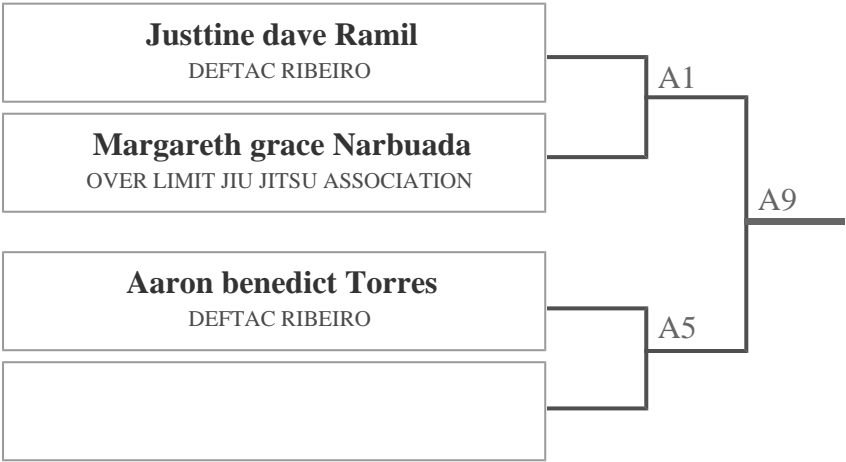 Justtine dave Ramil
DEFTAC RIBEIRO
A1
Margareth grace Narbuada
OVER LIMIT JIU JITSU ASSOCIATION
A9
Aaron benedict Torres
DEFTAC RIBEIRO
A5